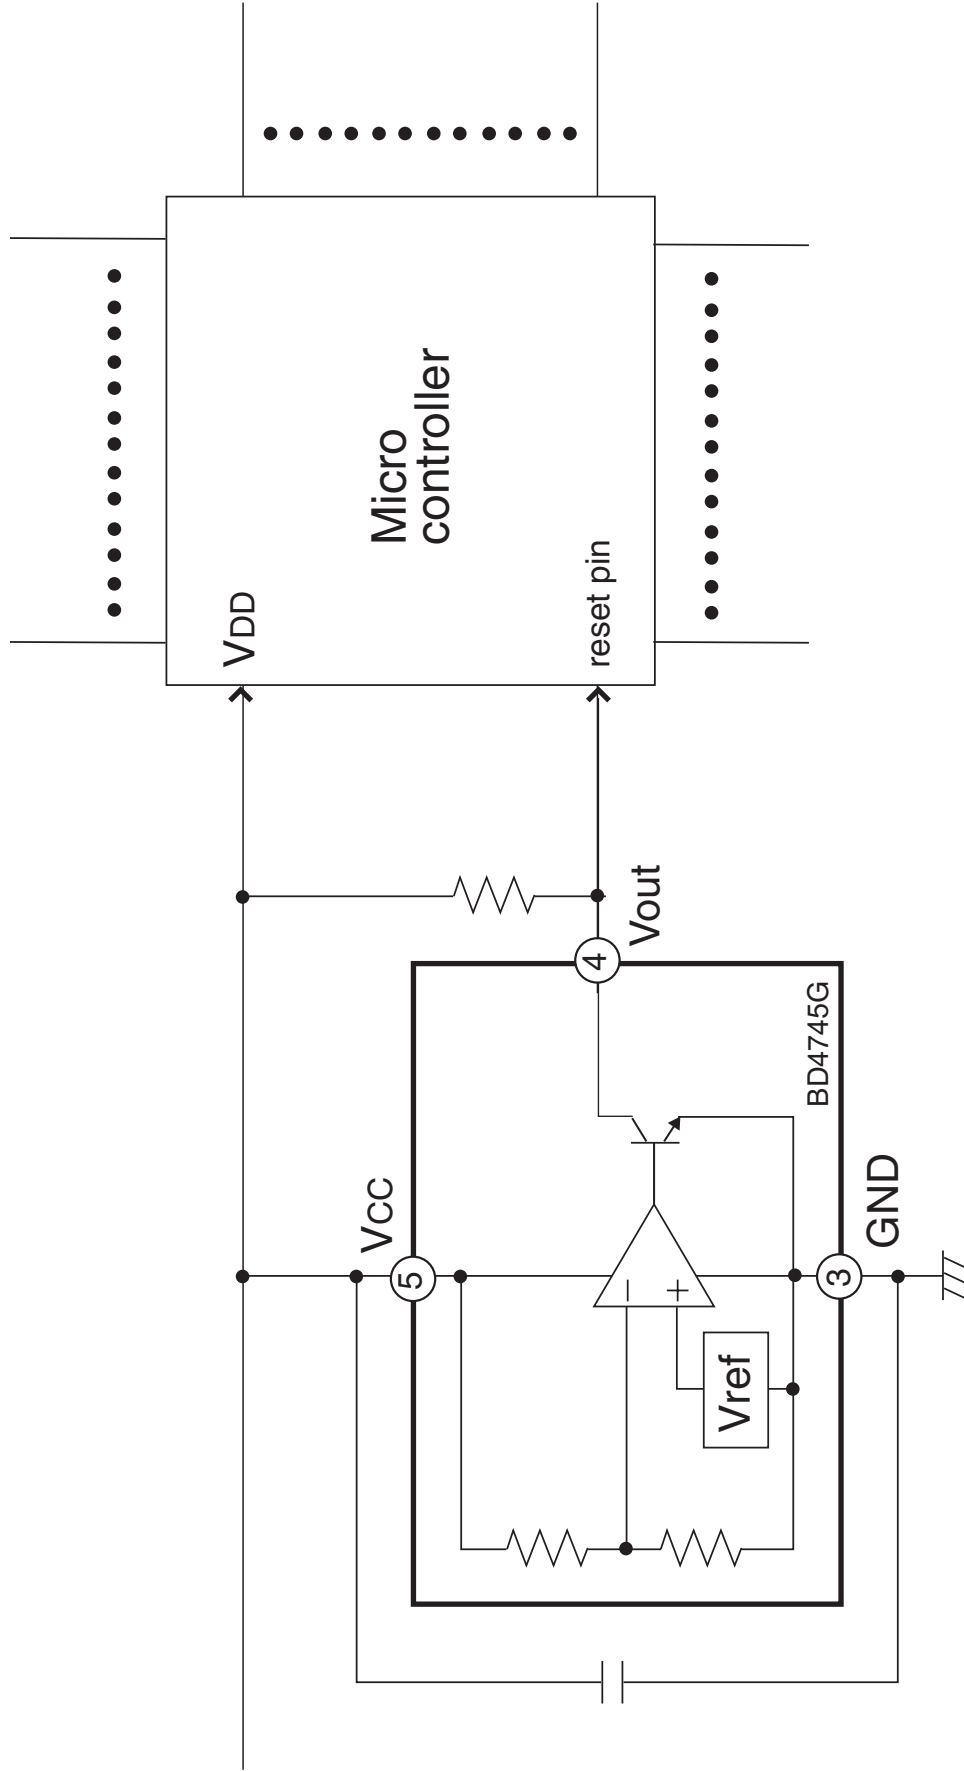 Micro
controller
VDD
reset pin
Vout
4
BD4745G
VCC
5
GND
3
−
+
Vref